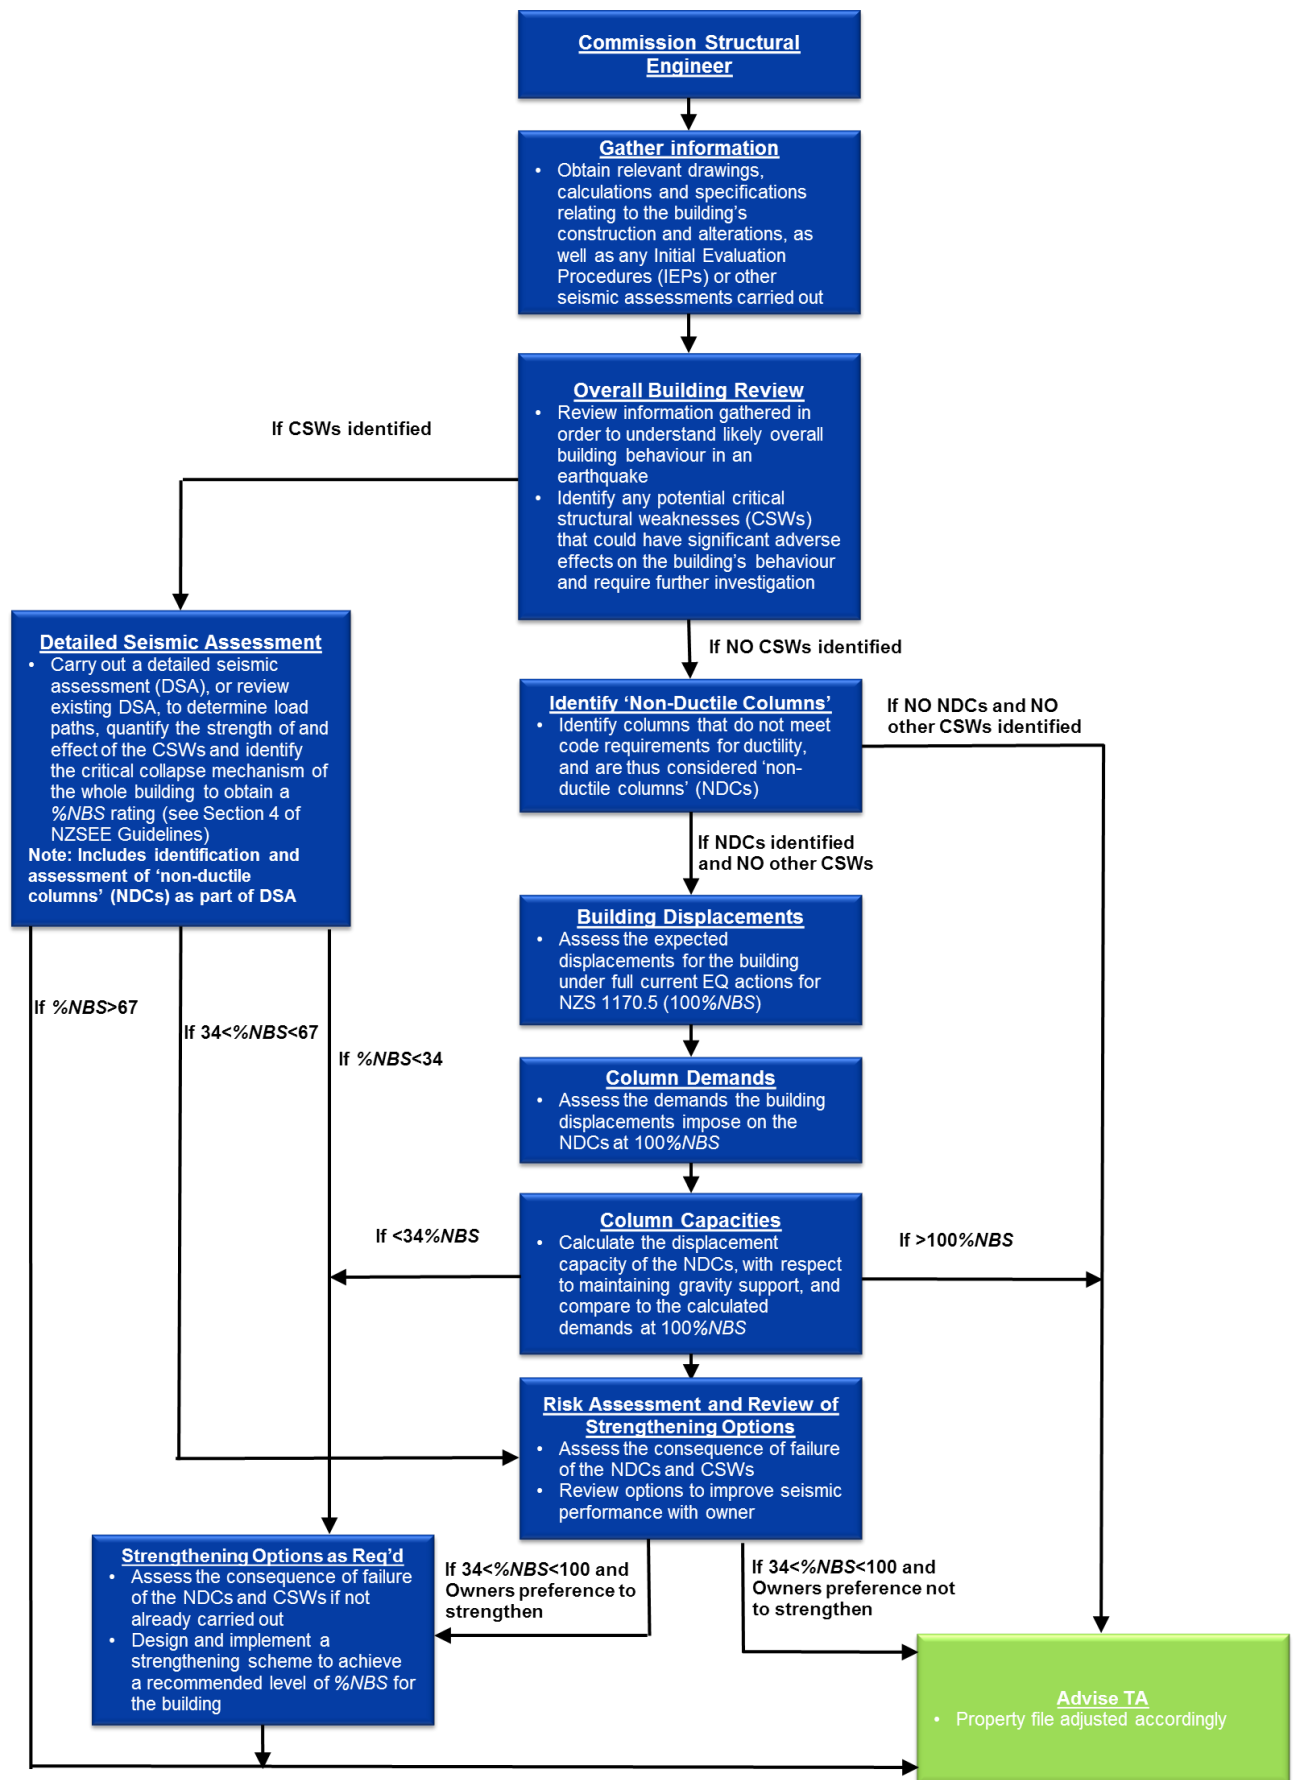 Commission Structural
Engineer
Gather information
• Obtain relevant drawings,
calculations and specifications
relating to the building's
construction and alterations, as
well as any Initial Evaluation
Procedures (IEPs) or other
seismic assessments carried out
Overall Building Review
• Review information gathered in
order to understand likely overall
building behaviour in an
earthquake
• Identify any potential critical
structural weaknesses (CSWs)
that could have significant adverse
effects on the building's behaviour
and require further investigation
If CSWs identified
If NO CSWs identified
Detailed Seismic Assessment
• Carry out a detailed seismic
assessment (DSA), or review
existing DSA, to determine load
paths, quantify the strength of and
effect of the CSWs and identify
the critical collapse mechanism of
the whole building to obtain a
%NBS rating (see Section 4 of
NZSEE Guidelines)
Note: Includes identification and
assessment of 'non-ductile
columns' (NDCs) as part of DSA
Identify 'Non-Ductile Columns'
• Identify columns that do not meet
code requirements for ductility,
and are thus considered 'non-
ductile columns' (NDCs)
If NO NDCs and NO
other CSWs identified
If NDCs identified
and NO other CSWs
Building Displacements
• Assess the expected
displacements for the building
under full current EQ actions for
NZS 1170.5 (100%NBS)
If %NBS>67
If 34<%NBS<67
If %NBS<34
Column Demands
• Assess the demands the building
displacements impose on the
NDCs at 100%NBS
Column Capacities
• Calculate the displacement
capacity of the NDCs, with respect
to maintaining gravity support, and
compare to the calculated
demands at 100%NBS
If <34%NBS
If >100%NBS
Risk Assessment and Review of
Strengthening Options
• Assess the consequence of failure
of the NDCs and CSWs
• Review options to improve seismic
performance with owner
Strengthening Options as Req'd
• Assess the consequence of failure
of the NDCs and CSWs if not
already carried out
• Design and implement a
strengthening scheme to achieve
a recommended level of %NBS for
the building
If 34<%NBS<100 and
Owners preference to
strengthen
If 34<%NBS<100 and
Owners preference not
to strengthen
Advise TA
• Property file adjusted accordingly